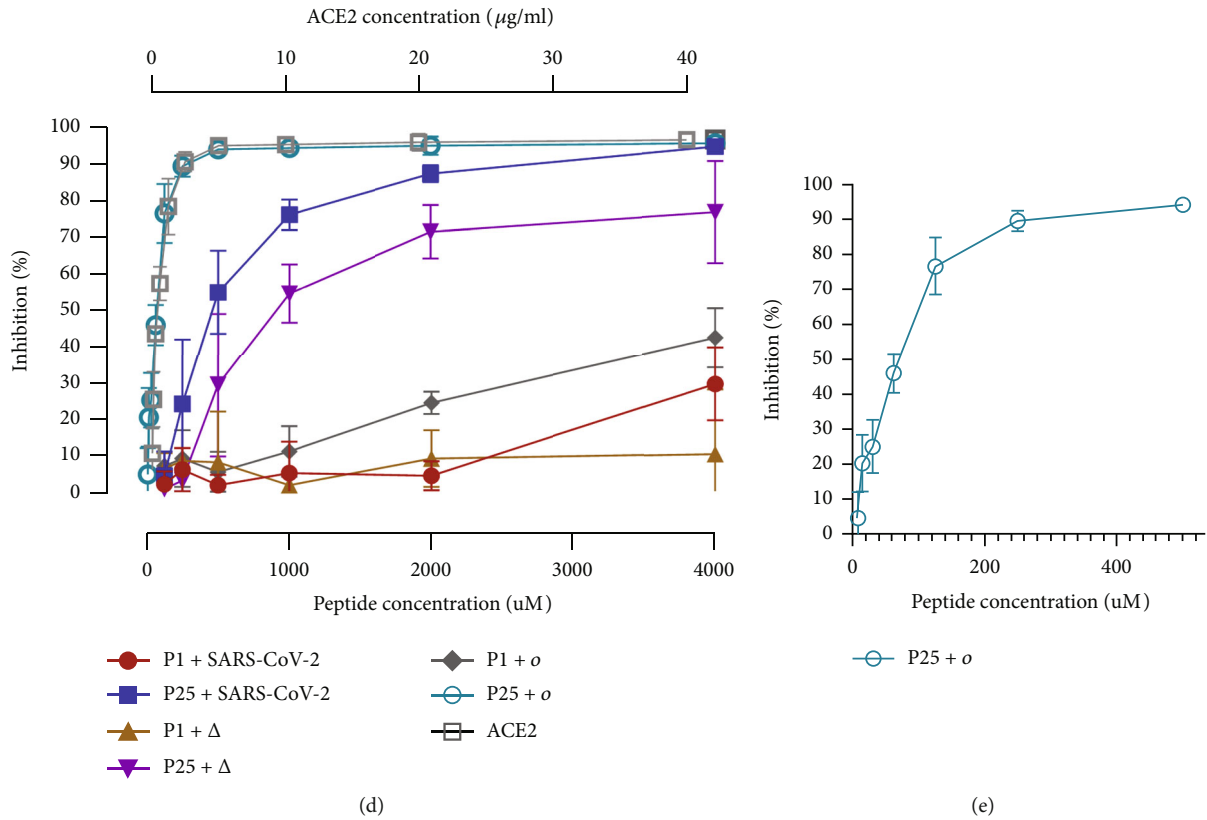 ACE2 concentration (μg/ml)
0 10 20 30 40
100
90
80
70
60
50
40
30
20
10
0
Inhibition (%)
0 1000 2000 3000 4000
Peptide concentration (uM)
P1 + SARS-CoV-2
P25 + SARS-CoV-2
P1 + Δ
P25 + Δ
P1 + o
P25 + o
ACE2
(d)
100
90
80
70
60
50
40
30
20
10
0
Inhibition (%)
0 200 400
Peptide concentration (uM)
P25 + o
(e)